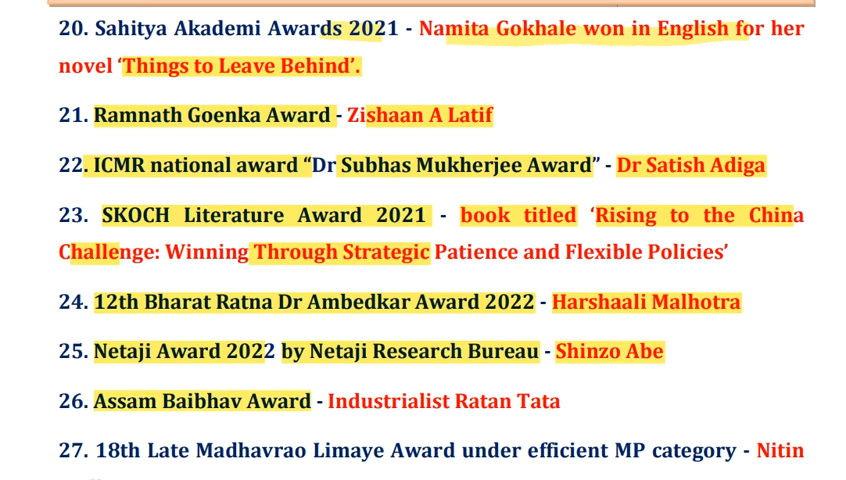 20. Sahitya Akademi Awards 2021 - Namita Gokhale won in English for her
novel ‘Things to Leave Behind’.
21. Ramnath Goenka Award - Zishaan A Latif
22. ICMR national award “Dr Subhas Mukherjee Award” - Dr Satish Adiga
23. SKOCH Literature Award 2021 - book titled ‘Rising to the China
Challenge: Winning Through Strategic Patience and Flexible Policies’
24. 12th Bharat Ratna Dr Ambedkar Award 2022 - Harshaali Malhotra
25. Netaji Award 2022 by Netaji Research Bureau - Shinzo Abe
26. Assam Baibhav Award - Industrialist Ratan Tata
27. 18th Late Madhavrao Limaye Award under efficient MP category - Nitin